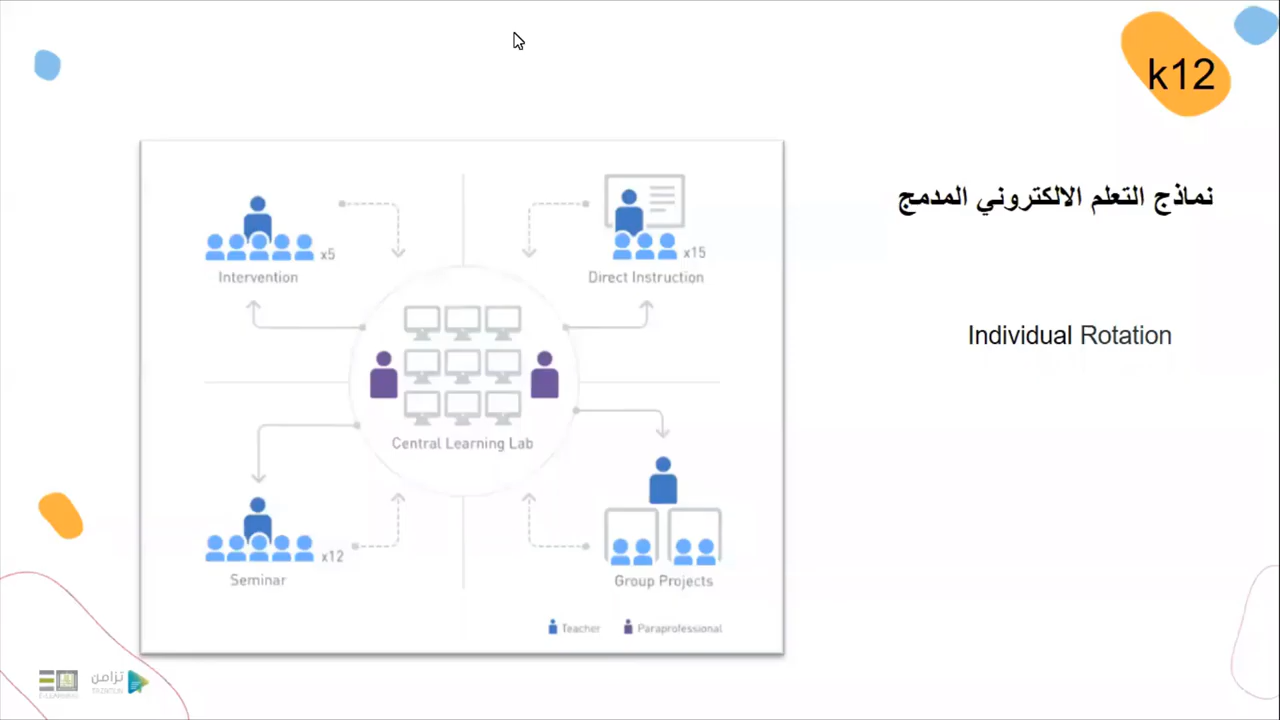 k12
نماذج التعلم الالكتروني المدمج
Individual Rotation
x5
Intervention
x15
Direct Instruction
Central Learning Lab
x12
Seminar
Group Projects
Teacher
Paraprofessional
تزامن